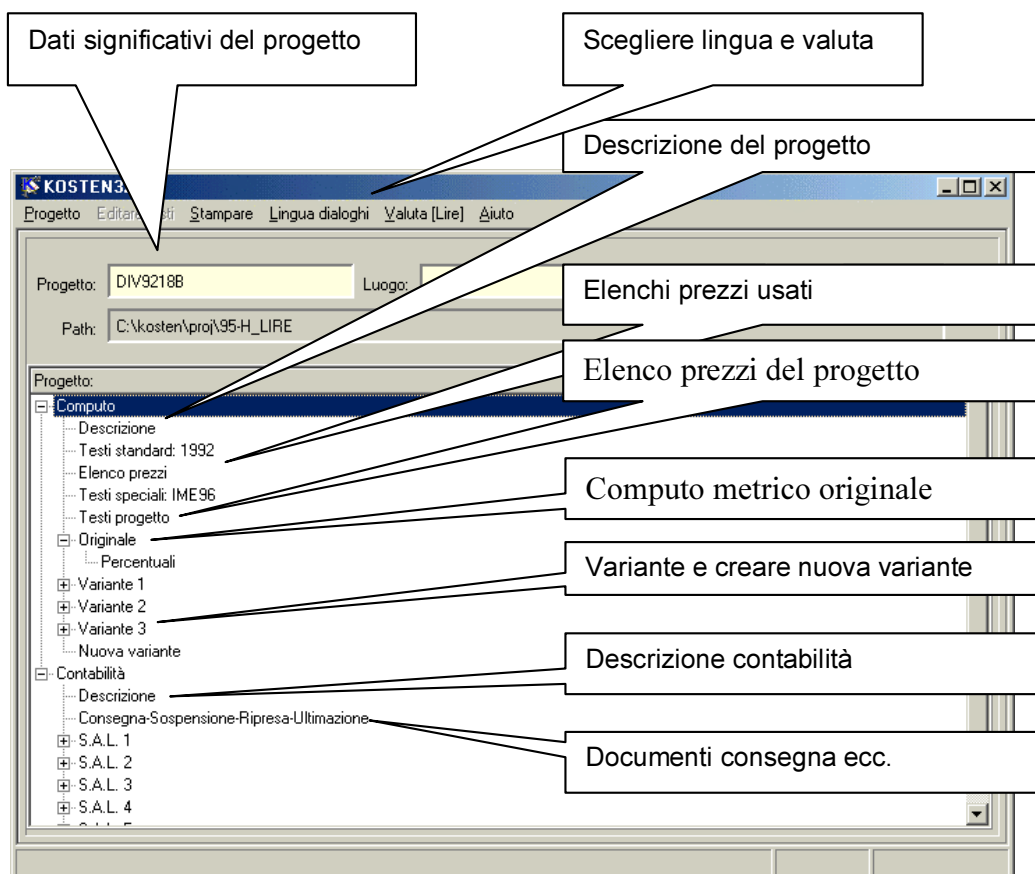 Dati significativi del progetto
Scegliere lingua e valuta
Descrizione del progetto
KOSTEN3
Progetto Editare Stampare Lingua dialoghi Valuta [Lire] Aiuto
Progetto: DIV9218B Luogo:
Elenchi prezzi usati
Path: C:\kosten\proj\95-H_LIRE
Elenco prezzi del progetto
Progetto:
Computo
Descrizione
Testi standard: 1992
Elenco prezzi
Testi speciali: IME96
Testi progetto
Computo metrico originale
Originale
Percentuali
Variante e creare nuova variante
Variante 1
Variante 2
Variante 3
Nuova variante
Descrizione contabilità
Contabilità
Descrizione
Consegna-Sospensione-Ripresa-Ultimazione
Documenti consegna ecc.
S.A.L. 1
S.A.L. 2
S.A.L. 3
S.A.L. 4